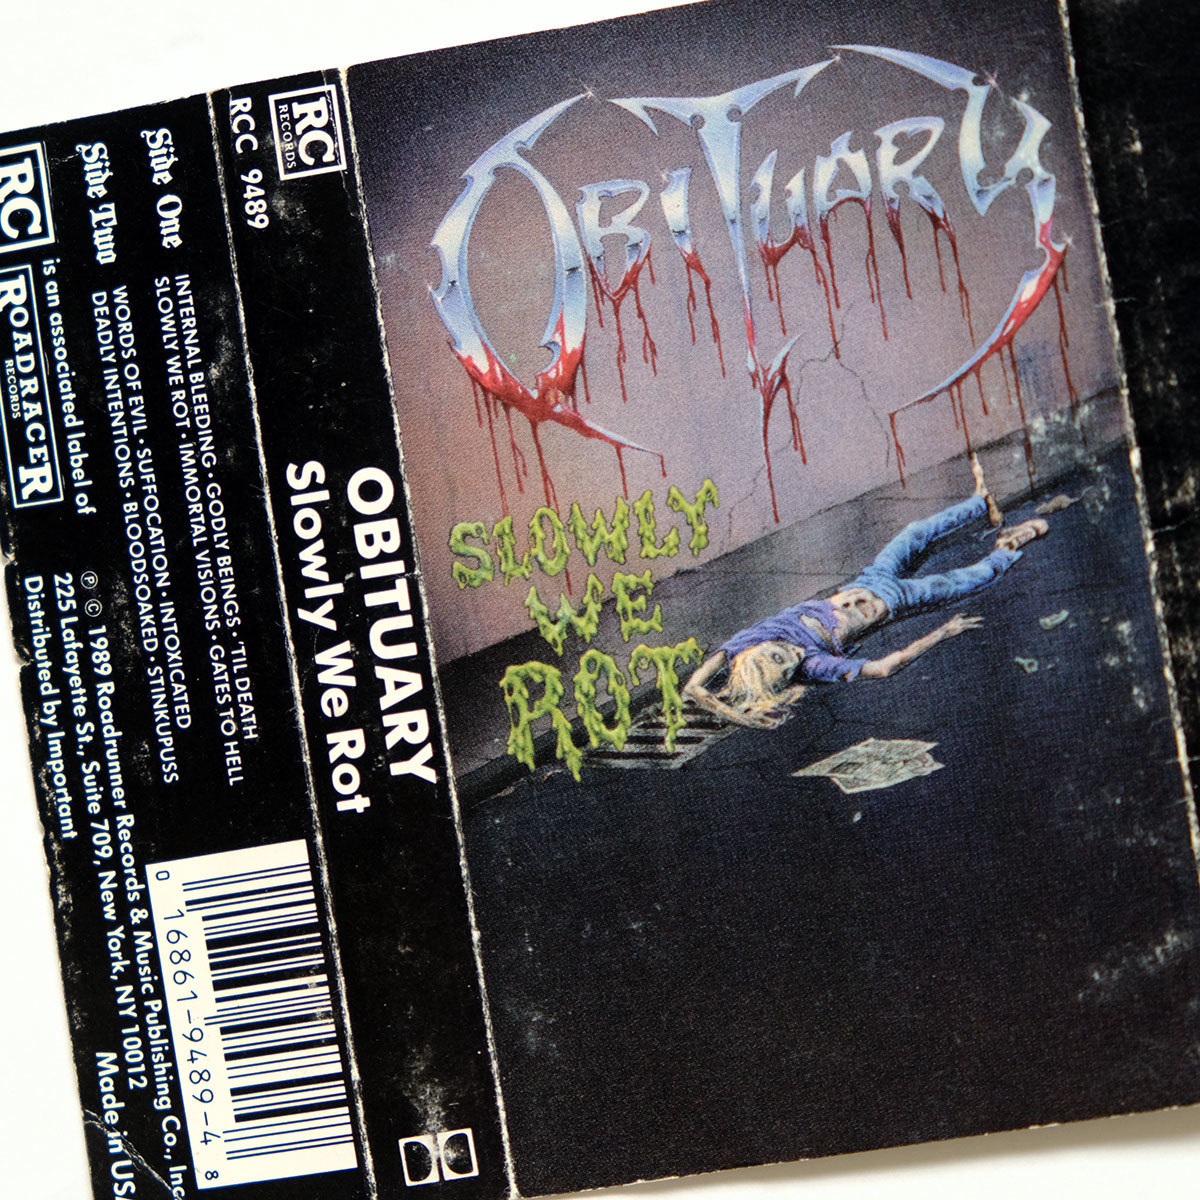 OBITUARY
SLOWLY
WE
ROT
RC
RECORDS
RCC 9489
OBITUARY
Slowly We Rot
Side One
INTERNAL BLEEDING • GODLY BEINGS • 'TIL DEATH
SLOWLY WE ROT • IMMORTAL VISIONS • GATES TO HELL
Side Two
WORDS OF EVIL • SUFFOCATION • INTOXICATED
DEADLY INTENTIONS • BLOODSOAKED • STINKUPUSS
RC
is an associated label of
ROADRACER
RECORDS
℗ © 1989 Roadrunner Records & Music Publishing Co., Inc.
225 Lafayette St., Suite 709, New York, NY 10012
Distributed by Important
Made in USA
0 16861-9489-4 8